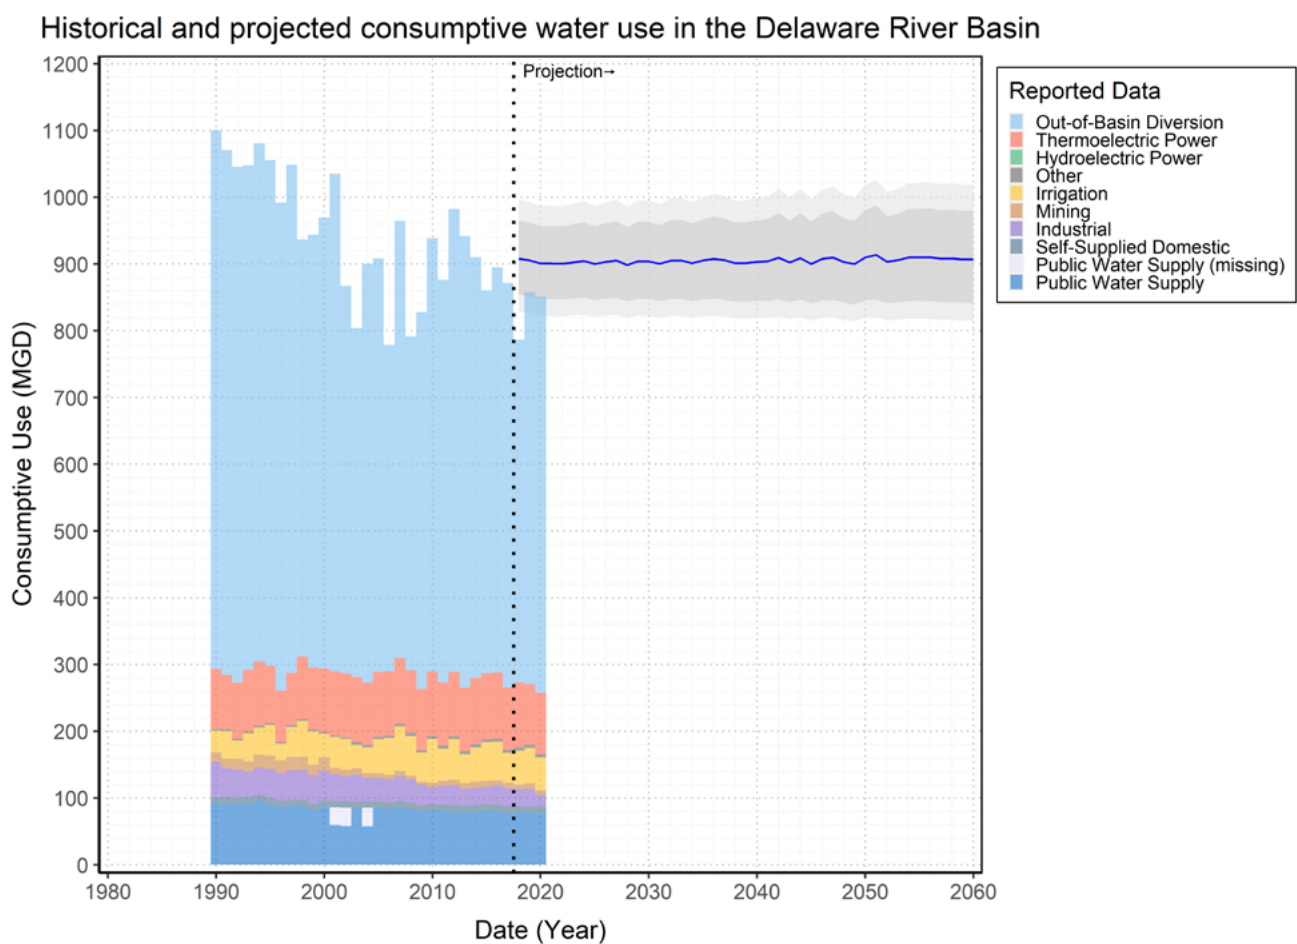 Historical and projected consumptive water use in the Delaware River Basin
Projection→
Consumptive Use (MGD)
1200
1100
1000
900
800
700
600
500
400
300
200
100
0
1980 1990 2000 2010 2020 2030 2040 2050 2060
Date (Year)
Reported Data
Out-of-Basin Diversion
Thermoelectric Power
Hydroelectric Power
Other
Irrigation
Mining
Industrial
Self-Supplied Domestic
Public Water Supply (missing)
Public Water Supply